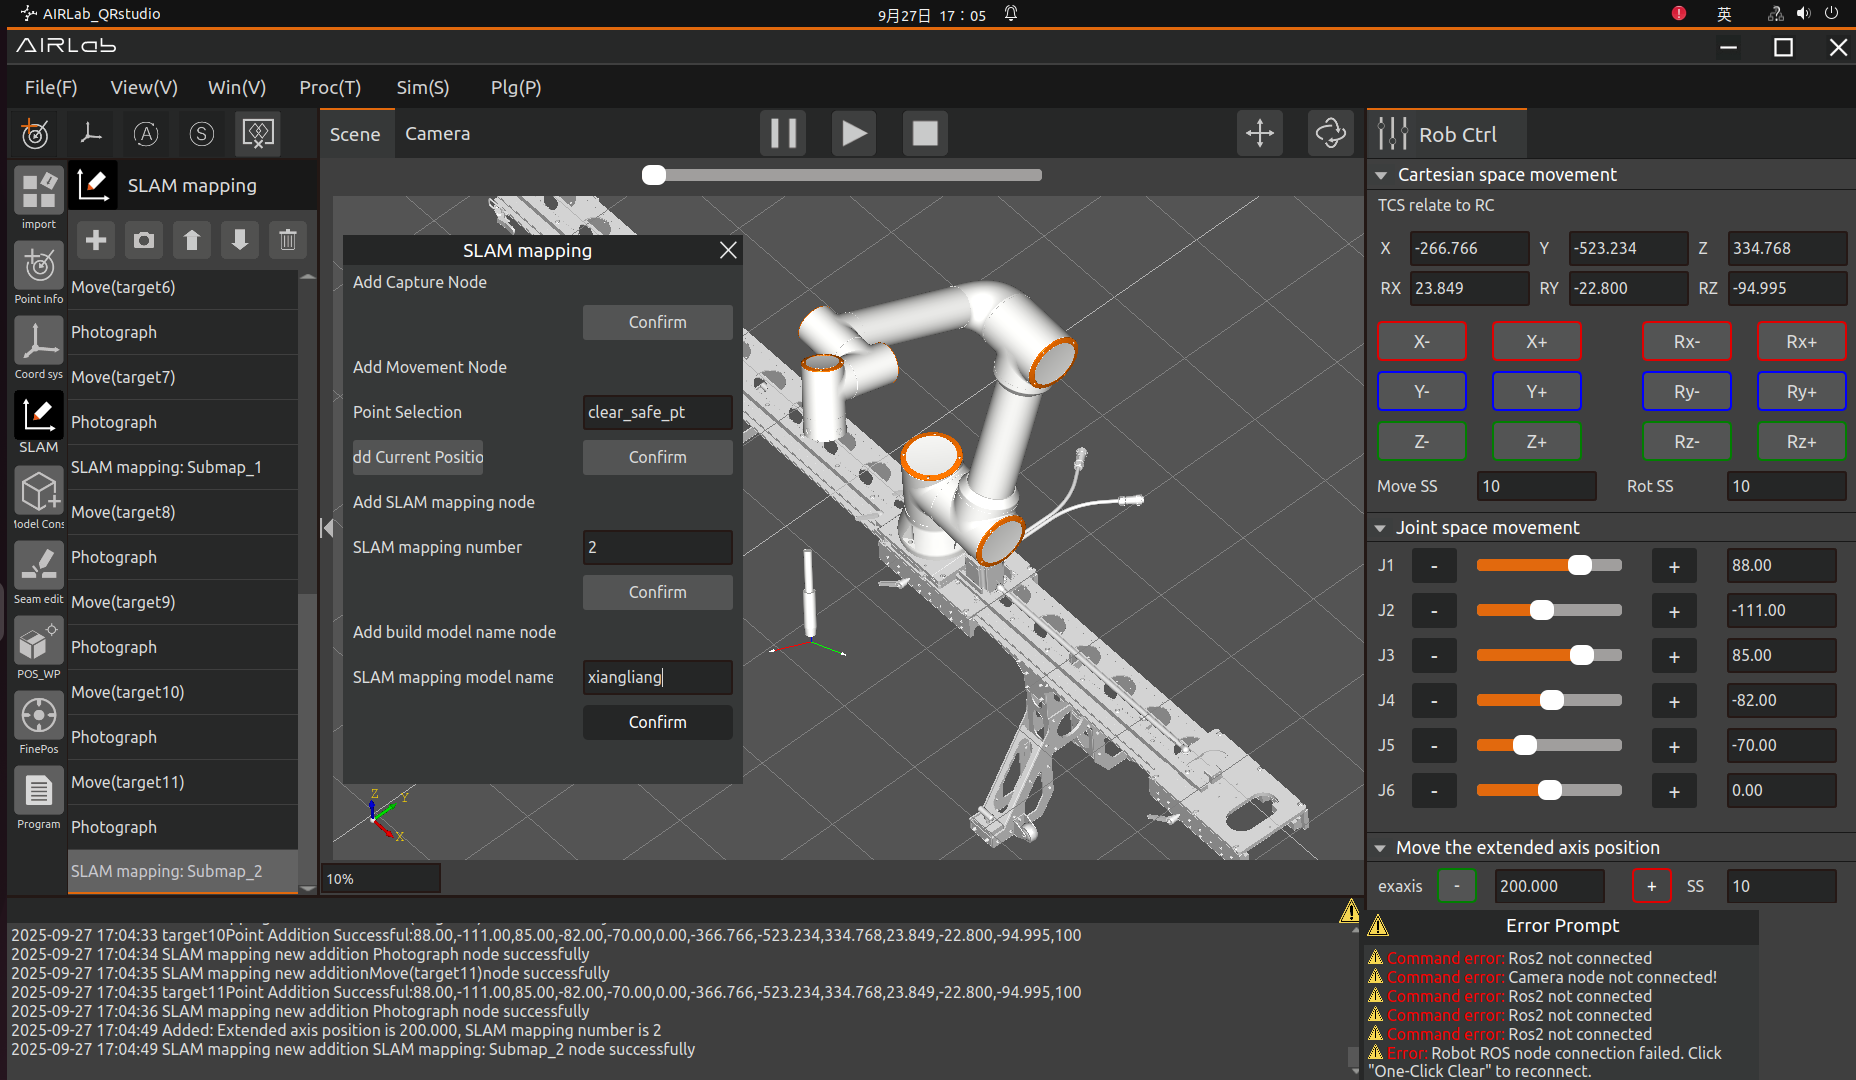 AIRLab_QRstudio
9月27日 17：05
英
AIRLab
File(F) View(V) Win(V) Proc(T) Sim(S) Plg(P)
A S
Scene Camera
Rob Ctrl
SLAM mapping
import
Point Info
Coord sys
SLAM
Model Cons
Seam edit
POS_WP
FinePos
Program
Move(target6)
Photograph
Move(target7)
Photograph
SLAM mapping: Submap_1
Move(target8)
Photograph
Move(target9)
Photograph
Move(target10)
Photograph
Move(target11)
Photograph
SLAM mapping: Submap_2
SLAM mapping
Add Capture Node
Confirm
Add Movement Node
Point Selection clear_safe_pt
dd Current Positio Confirm
Add SLAM mapping node
SLAM mapping number 2
Confirm
Add build model name node
SLAM mapping model name xiangliang
Confirm
Z Y X
10%
Cartesian space movement
TCS relate to RC
X -266.766 Y -523.234 Z 334.768
RX 23.849 RY -22.800 RZ -94.995
X- X+ Rx- Rx+
Y- Y+ Ry- Ry+
Z- Z+ Rz- Rz+
Move SS 10 Rot SS 10
Joint space movement
J1 - + 88.00
J2 - + -111.00
J3 - + 85.00
J4 - + -82.00
J5 - + -70.00
J6 - + 0.00
Move the extended axis position
exaxis - 200.000 + SS 10
2025-09-27 17:04:33 target10Point Addition Successful:88.00,-111.00,85.00,-82.00,-70.00,0.00,-366.766,-523.234,334.768,23.849,-22.800,-94.995,100
2025-09-27 17:04:34 SLAM mapping new addition Photograph node successfully
2025-09-27 17:04:35 SLAM mapping new additionMove(target11)node successfully
2025-09-27 17:04:35 target11Point Addition Successful:88.00,-111.00,85.00,-82.00,-70.00,0.00,-366.766,-523.234,334.768,23.849,-22.800,-94.995,100
2025-09-27 17:04:36 SLAM mapping new addition Photograph node successfully
2025-09-27 17:04:49 Added: Extended axis position is 200.000, SLAM mapping number is 2
2025-09-27 17:04:49 SLAM mapping new addition SLAM mapping: Submap_2 node successfully
Error Prompt
Command error: Ros2 not connected
Command error: Camera node not connected!
Command error: Ros2 not connected
Command error: Ros2 not connected
Command error: Ros2 not connected
Error: Robot ROS node connection failed. Click
"One-Click Clear" to reconnect.